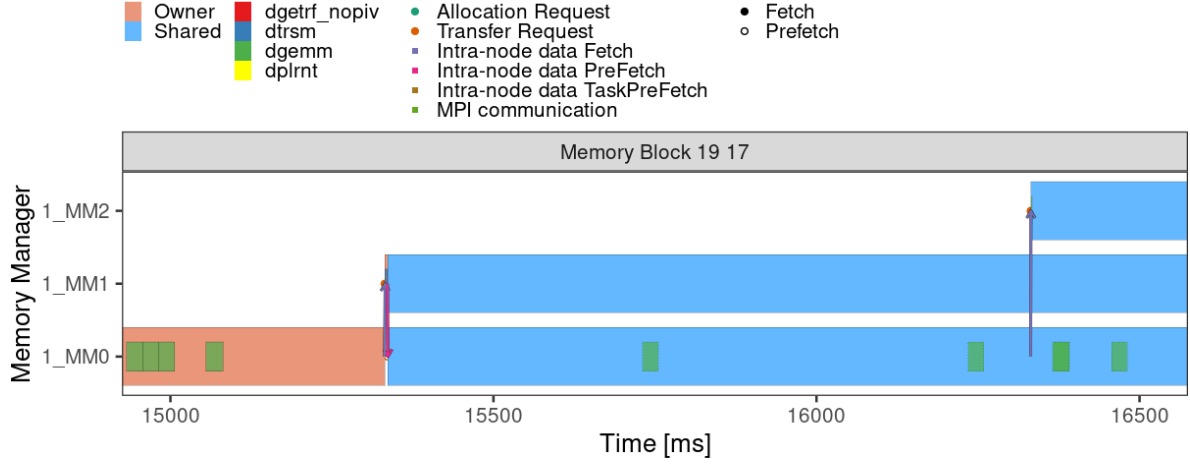 Owner
Shared
dgetrf_nopiv
dtrsm
dgemm
dplrnt
Allocation Request
Transfer Request
Intra-node data Fetch
Intra-node data PreFetch
Intra-node data TaskPreFetch
MPI communication
Fetch
Prefetch
Memory Block 19 17
Memory Manager
1_MM2
1_MM1
1_MM0
15000 15500 16000 16500
Time [ms]